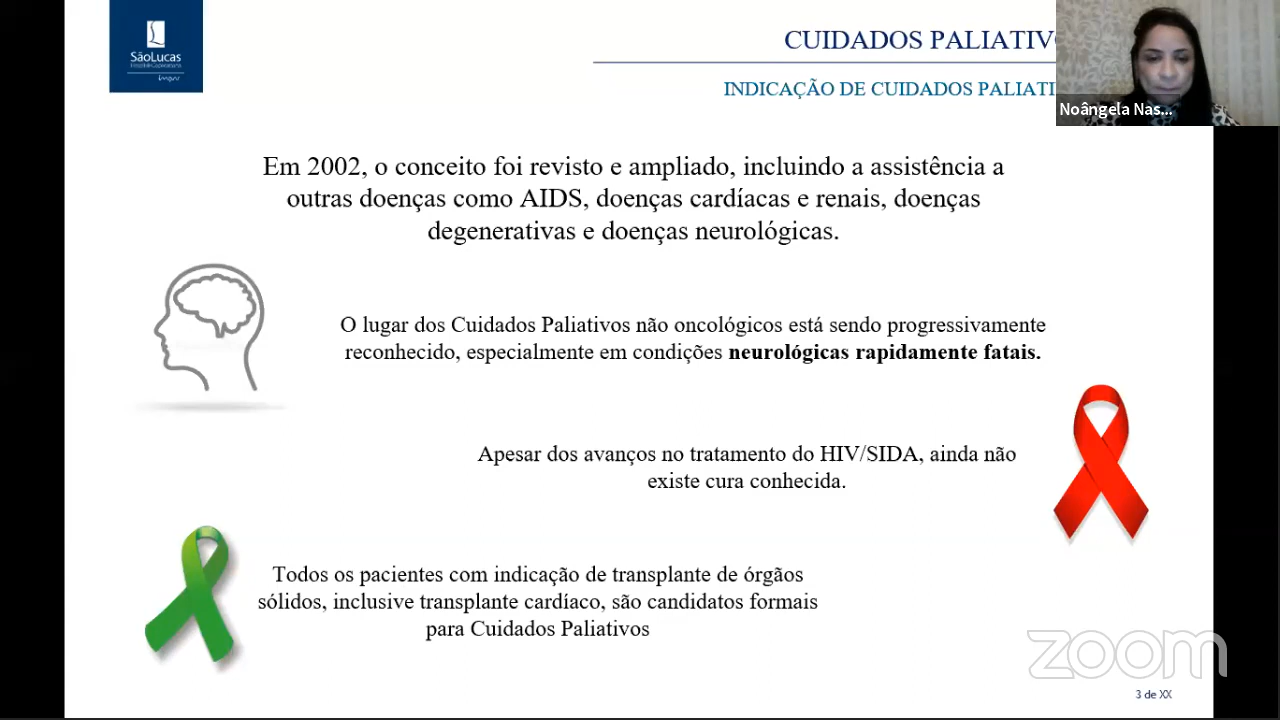 SãoLucas
CUIDADOS PALIATIVO
INDICAÇÃO DE CUIDADOS PALIATI
Noângela Nas...
Em 2002, o conceito foi revisto e ampliado, incluindo a assistência a
outras doenças como AIDS, doenças cardíacas e renais, doenças
degenerativas e doenças neurológicas.
O lugar dos Cuidados Paliativos não oncológicos está sendo progressivamente
reconhecido, especialmente em condições neurológicas rapidamente fatais.
Apesar dos avanços no tratamento do HIV/SIDA, ainda não
existe cura conhecida.
Todos os pacientes com indicação de transplante de órgãos
sólidos, inclusive transplante cardíaco, são candidatos formais
para Cuidados Paliativos
zoom
3 de XX